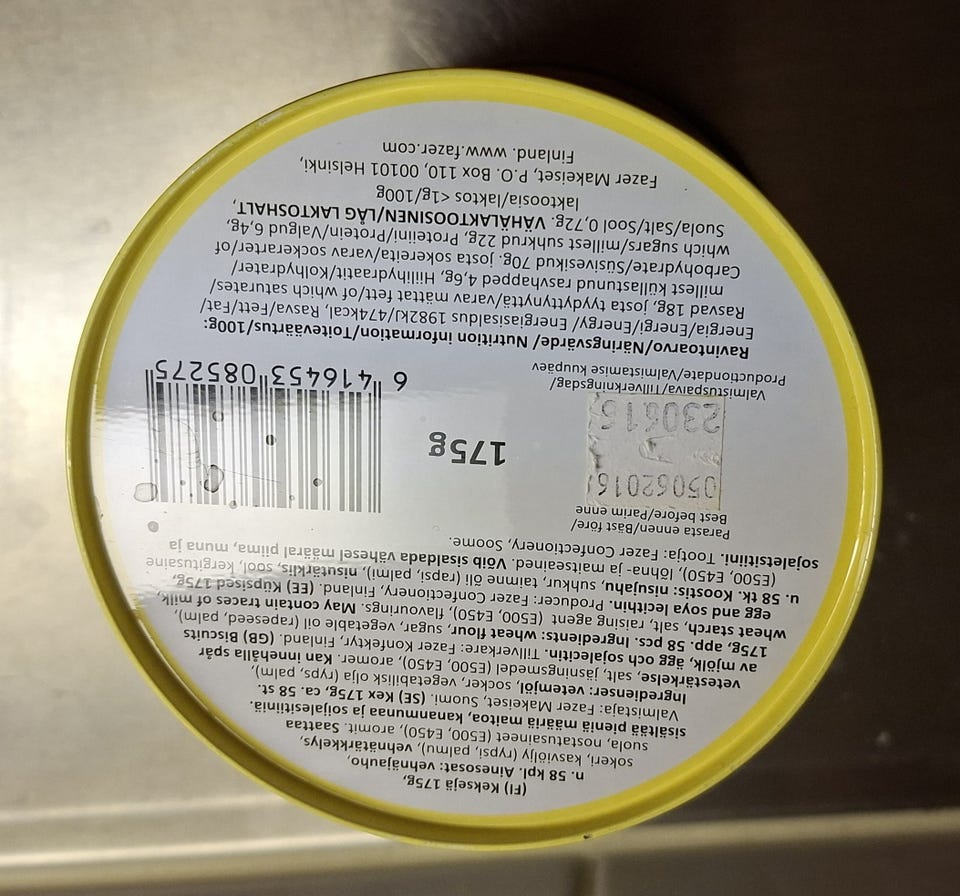 (FI) Keksejä 175g,
n. 58 kpl. Ainesosat: vehnäjauho,
sokeri, kasviöljy (rypsi, palmu), vehnätärkkelys,
suola, nostatusaineet (E500, E450), aromit. Saattaa
sisältää pieniä määriä maitoa, kananmunaa ja soijalesitiiniä.
Valmistaja: Fazer Makeiset, Suomi. (SE) Kex 175g, ca. 58 st.
Ingredienser: vetemjöl, socker, vegetabilisk olja (ryps, palm),
vetestärkelse, salt, jäsningsmedel (E500, E450), aromer. Kan innehålla spår
av mjölk, ägg och sojalecitin. Tillverkare: Fazer Konfektyr, Finland. (GB) Biscuits
175g, app. 58 pcs. Ingredients: wheat flour, sugar, vegetable oil (rapeseed, palm),
wheat starch, salt, raising agent (E500, E450), flavourings. May contain traces of milk,
egg and soya lecithin. Producer: Fazer Confectionery, Finland. (EE) Küpsised 175g,
u. 58 tk. Koostis: nisujahu, suhkur, taimne õli (rapsi, palmi), nisutärklis, sool, kergitusaine
(E500, E450), lõhna- ja maitseained. Võib sisaldada vähesel määral piima, muna ja
sojaletsitiini. Tootja: Fazer Confectionery, Soome.
Parasta ennen/Bäst före/
Best before/Parim enne
05062016
230615
175g
Valmistuspäivä/Tillverkningsdag/
Productiondate/Valmistamise kuupäev
6 416453 085275
Ravintoarvo/Näringsvärde/ Nutrition information/Toiteväärtus/100g:
Energia/Energi/Energy/ Energiasisaldus 1982kJ/474kcal, Rasva/Fett/Fat/
Rasvad 18g, josta tyydyttynyttä/varav mättat fett/of which saturates/
millest küllastunud rasvhapped 4,6g, Hiilihydraatit/Kolhydrater/
Carbohydrate/Süsivesikud 70g. josta sokereita/varav sockerarter/of
which sugars/millest suhkrud 22g, Proteiini/Protein/Valgud 6,4g,
Suola/Salt/Sool 0,72g. VÄHÄLAKTOOSINEN/LÅG LAKTOSHALT,
laktoosia/laktos <1g/100g
Fazer Makeiset, P.O. Box 110, 00101 Helsinki,
Finland. www.fazer.com